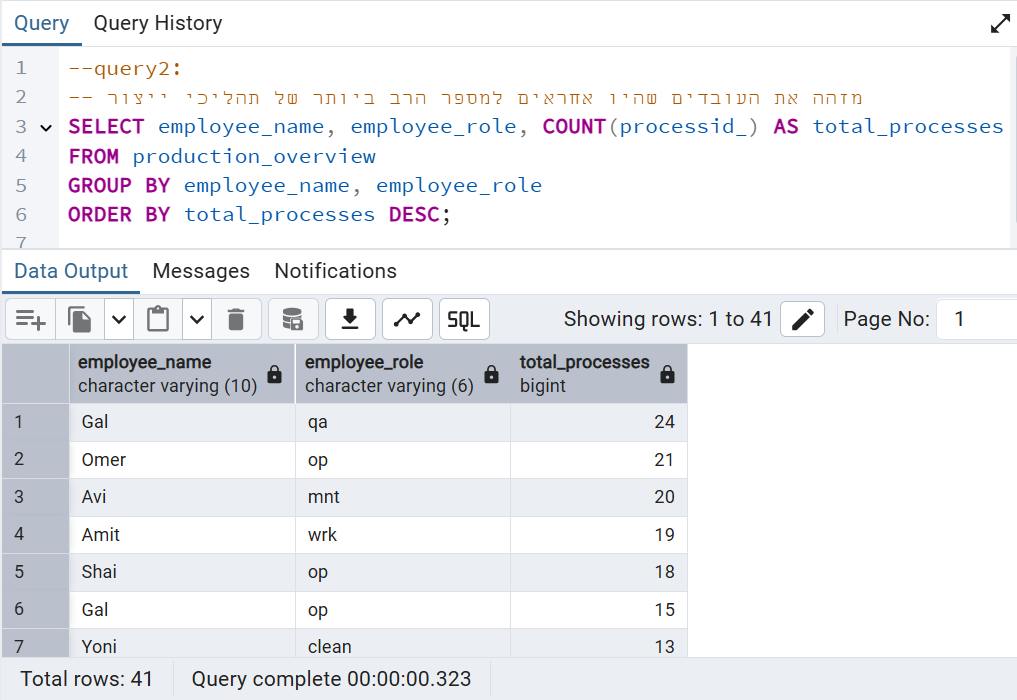 Query Query History
1 --query2:
2 -- מזהה את העובדים שהיו אחראים למספר הרב ביותר של תהליכי ייצור
3 SELECT employee_name, employee_role, COUNT(processid_) AS total_processes
4 FROM production_overview
5 GROUP BY employee_name, employee_role
6 ORDER BY total_processes DESC;
7
Data Output Messages Notifications
SQL Showing rows: 1 to 41 Page No: 1
employee_name employee_role total_processes
character varying (10) character varying (6) bigint
1 Gal qa 24
2 Omer op 21
3 Avi mnt 20
4 Amit wrk 19
5 Shai op 18
6 Gal op 15
7 Yoni clean 13
Total rows: 41 Query complete 00:00:00.323